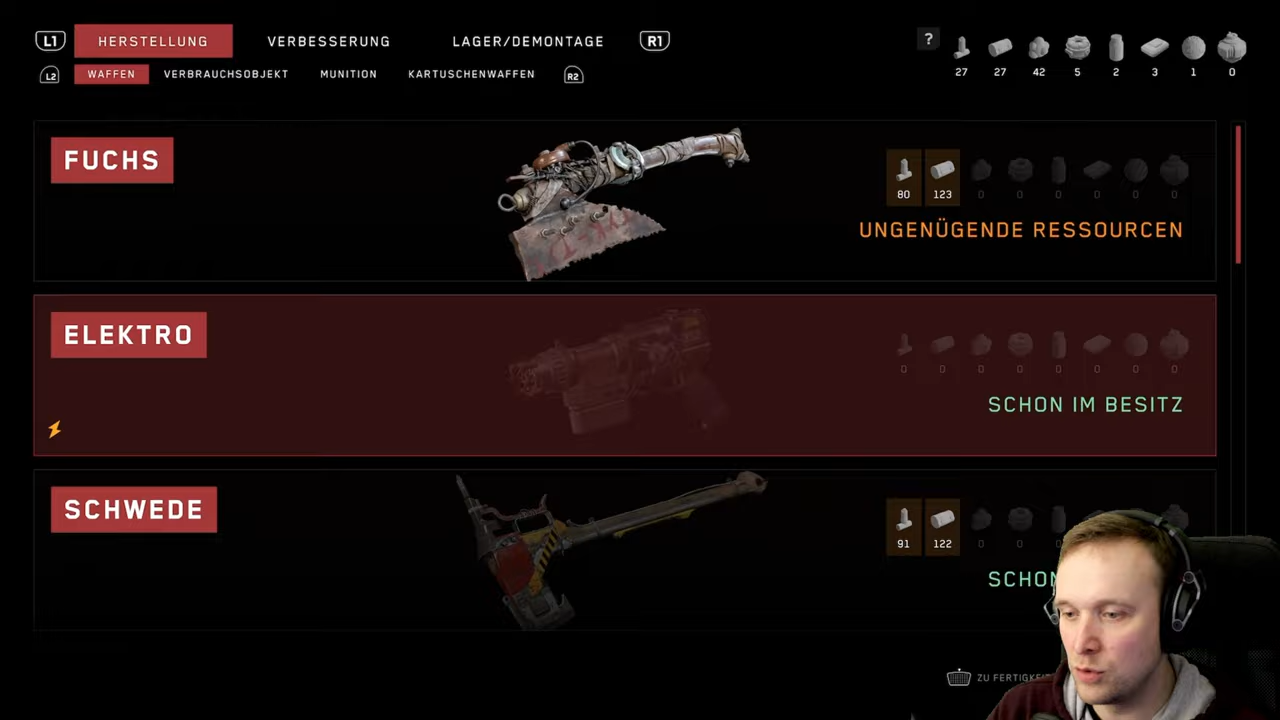 L1 HERSTELLUNG VERBESSERUNG LAGER/DEMONTAGE R1
L2 WAFFEN VERBRAUCHSOBJEKT MUNITION KARTUSCHENWAFFEN R2
?
27 27 42 5 2 3 1 0
FUCHS
80 123 0 0 0 0 0 0
UNGENÜGENDE RESSOURCEN
ELEKTRO
0 0 0 0 0 0 0 0
SCHON IM BESITZ
SCHWEDE
91 122 0 0 0
SCHON
ZU